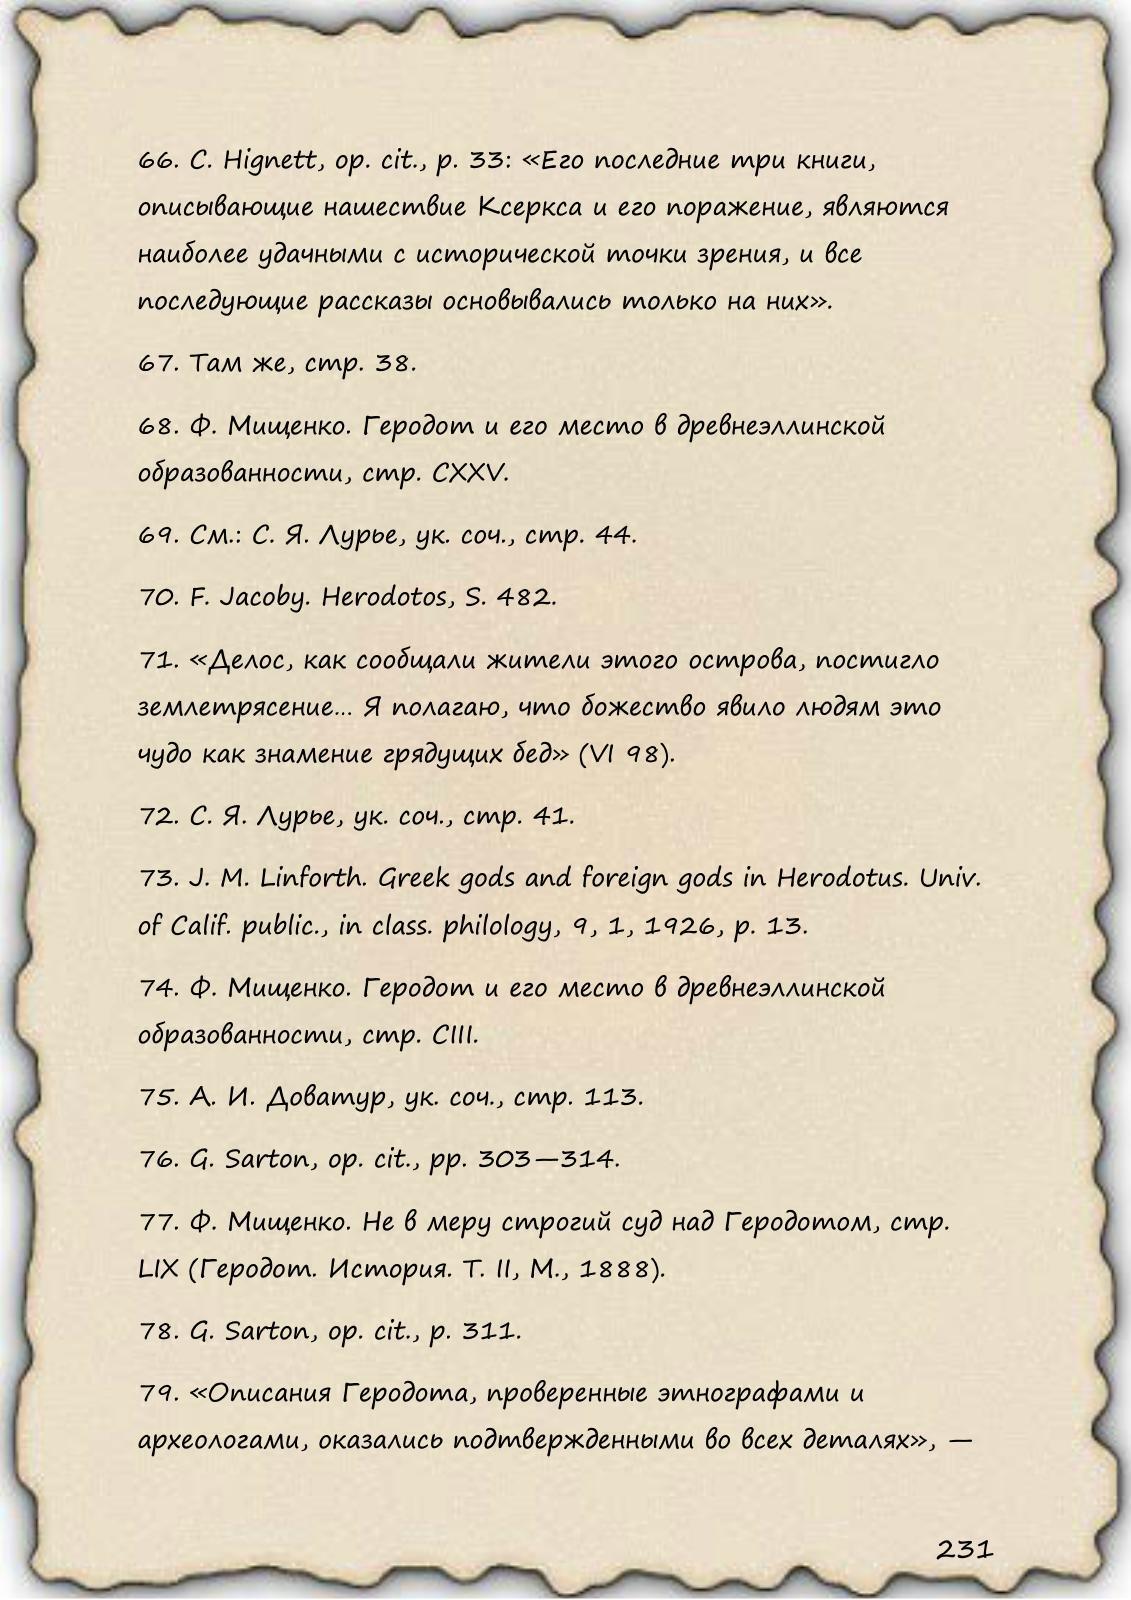 66. C. Hignett, op. cit., p. 33: «Его последние три книги,
описывающие нашествие Ксеркса и его поражение, являются
наиболее удачными с исторической точки зрения, и все
последующие рассказы основывались только на них».
67. Там же, стр. 38.
68. Ф. Мищенко. Геродот и его место в древнеэллинской
образованности, стр. CXXV.
69. См.: С. Я. Лурье, ук. соч., стр. 44.
70. F. Jacoby. Herodotos, S. 482.
71. «Делос, как сообщали жители этого острова, постигло
землетрясение... Я полагаю, что божество явило людям это
чудо как знамение грядущих бед» (VI 98).
72. С. Я. Лурье, ук. соч., стр. 41.
73. J. M. Linforth. Greek gods and foreign gods in Herodotus. Univ.
of Calif. public., in class. philology, 9, 1, 1926, p. 13.
74. Ф. Мищенко. Геродот и его место в древнеэллинской
образованности, стр. CIII.
75. А. И. Доватур, ук. соч., стр. 113.
76. G. Sarton, op. cit., pp. 303—314.
77. Ф. Мищенко. Не в меру строгий суд над Геродотом, стр.
LIX (Геродот. История. Т. II, М., 1888).
78. G. Sarton, op. cit., p. 311.
79. «Описания Геродота, проверенные этнографами и
археологами, оказались подтвержденными во всех деталях», —
231